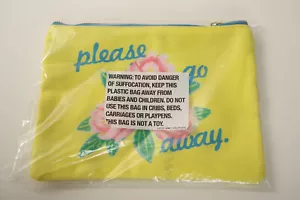 please
go
WARNING: TO AVOID DANGER
OF SUFFOCATION, KEEP THIS
PLASTIC BAG AWAY FROM
BABIES AND CHILDREN. DO NOT
USE THIS BAG IN CRIBS, BEDS,
CARRIAGES OR PLAYPENS.
THIS BAG IS NOT A TOY.
away.